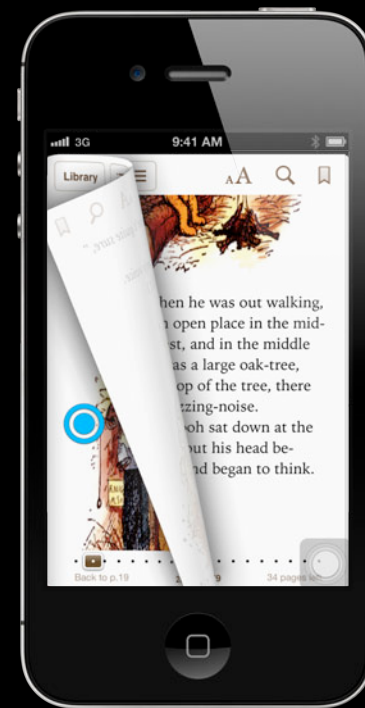 3G 9:41 AM
Library AA
hen he was out walking,
open place in the mid-
st, and in the middle
as a large oak-tree,
op of the tree, there
zzing-noise.
ooh sat down at the
out his head be-
nd began to think.
Back to p.19 34 pages left